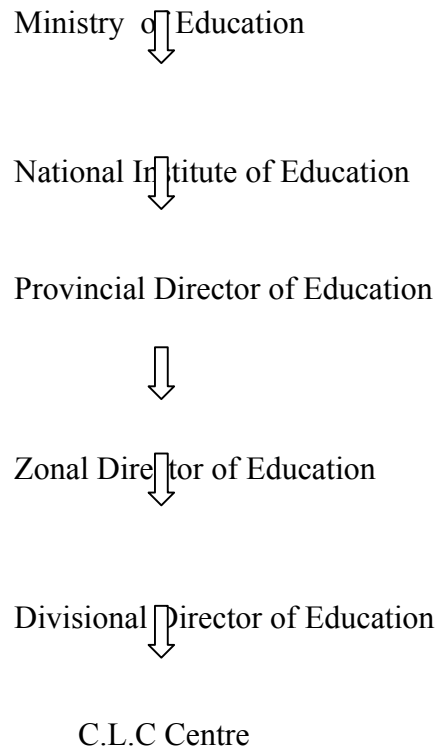 Ministry of Education
National Institute of Education
Provincial Director of Education
Zonal Director of Education
Divisional Director of Education
C.L.C Centre